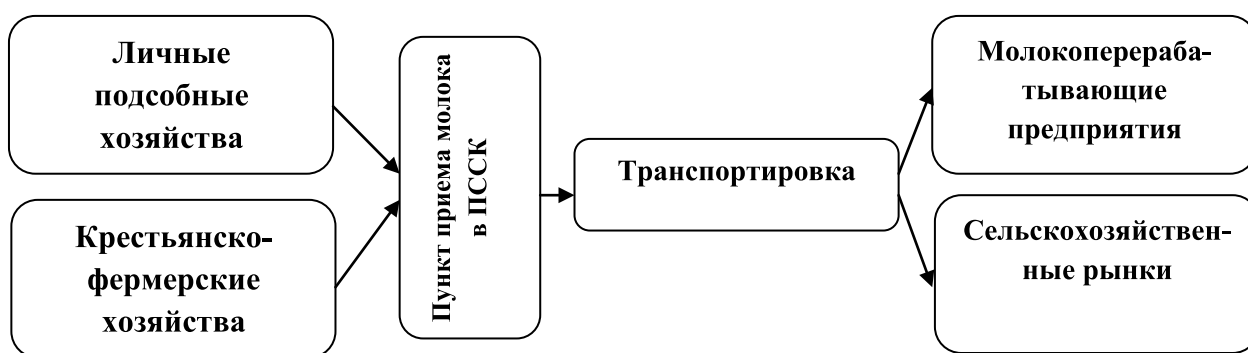 Личные
подсобные
хозяйства
Крестьянско-
фермерские
хозяйства
Пункт приема молока
в ПССК
Транспортировка
Молокоперераба-
тывающие
предприятия
Сельскохозяйствен-
ные рынки